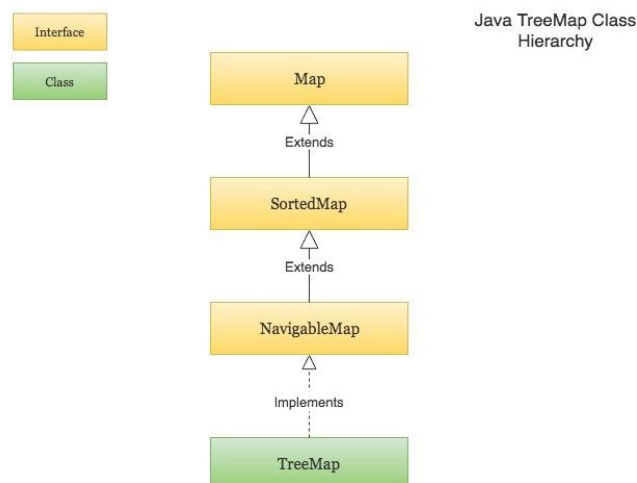 Interface
Class
Java TreeMap Class
Hierarchy
Map
Extends
SortedMap
Extends
NavigableMap
Implements
TreeMap